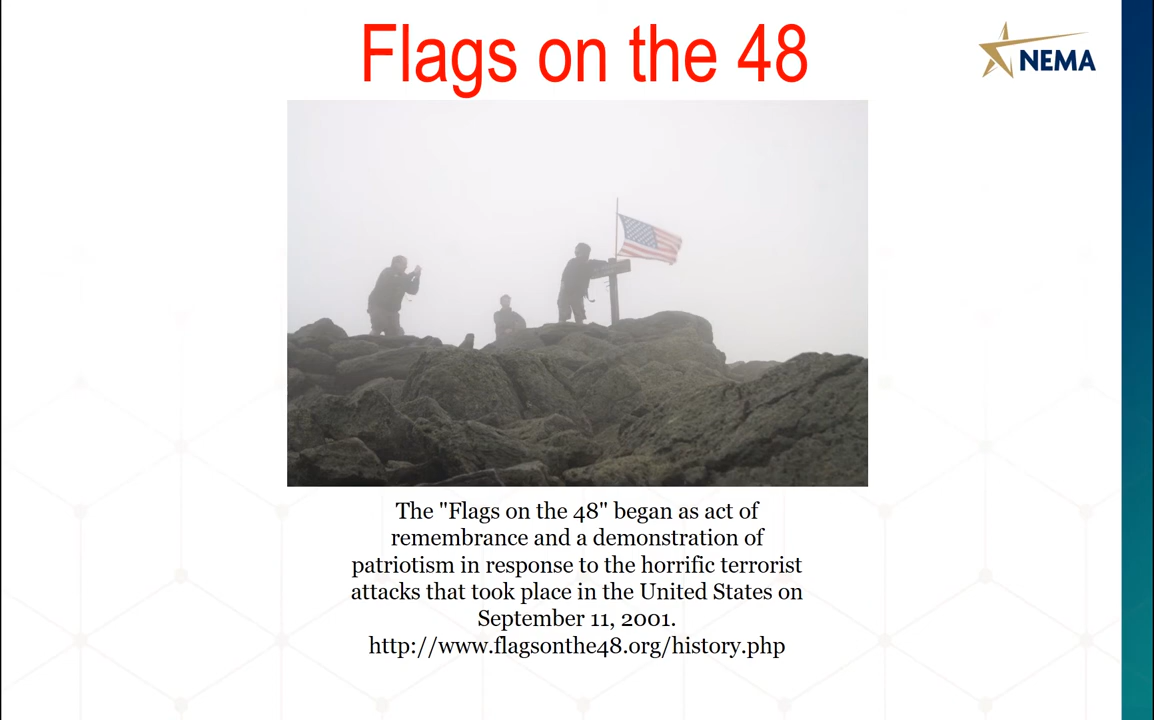 Flags on the 48
NEMA
The "Flags on the 48" began as act of
remembrance and a demonstration of
patriotism in response to the horrific terrorist
attacks that took place in the United States on
September 11, 2001.
http://www.flagsonthe48.org/history.php